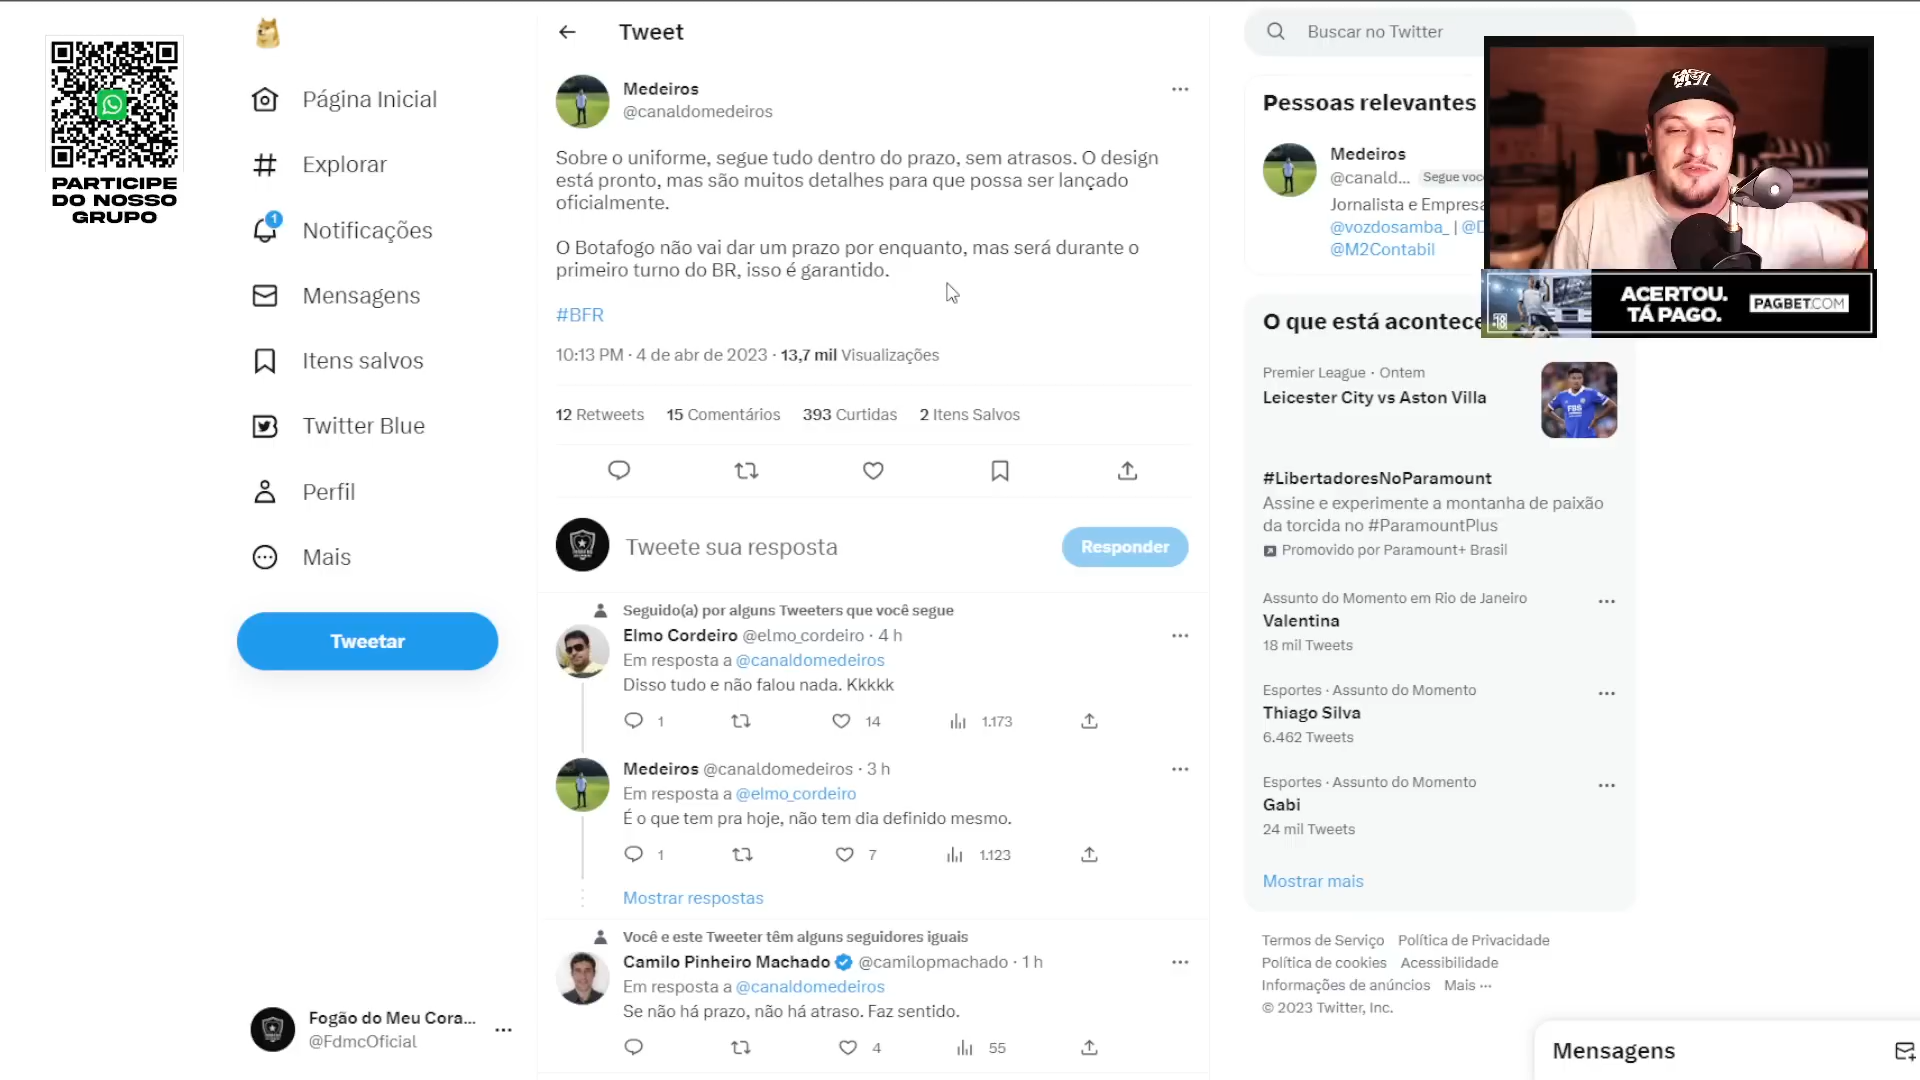 PARTICIPE
DO NOSSO
GRUPO
Página Inicial
Explorar
1
Notificações
Mensagens
Itens salvos
Twitter Blue
Perfil
Mais
Tweetar
Fogão do Meu Cora...
@FdmcOficial
Tweet
Medeiros
@canaldomedeiros
Sobre o uniforme, segue tudo dentro do prazo, sem atrasos. O design
está pronto, mas são muitos detalhes para que possa ser lançado
oficialmente.
O Botafogo não vai dar um prazo por enquanto, mas será durante o
primeiro turno do BR, isso é garantido.
#BFR
10:13 PM · 4 de abr de 2023 · 13,7 mil Visualizações
12 Retweets 15 Comentários 393 Curtidas 2 Itens Salvos
Tweete sua resposta
Responder
Seguido(a) por alguns Tweeters que você segue
Elmo Cordeiro @elmo_cordeiro · 4 h
Em resposta a @canaldomedeiros
Disso tudo e não falou nada. Kkkkk
1 14 1.173
Medeiros @canaldomedeiros · 3 h
Em resposta a @elmo_cordeiro
É o que tem pra hoje, não tem dia definido mesmo.
1 7 1.123
Mostrar respostas
Você e este Tweeter têm alguns seguidores iguais
Camilo Pinheiro Machado @camilopmachado · 1 h
Em resposta a @canaldomedeiros
Se não há prazo, não há atraso. Faz sentido.
4 55
Buscar no Twitter
Pessoas relevantes
Medeiros
@canald... Segue você
Jornalista e Empresa
@vozdosamba_ | @D
@M2Contabil
18
ACERTOU.
TÁ PAGO.
PAGBET.COM
O que está acontece
Premier League · Ontem
Leicester City vs Aston Villa
#LibertadoresNoParamount
Assine e experimente a montanha de paixão
da torcida no #ParamountPlus
Promovido por Paramount+ Brasil
Assunto do Momento em Rio de Janeiro
Valentina
18 mil Tweets
Esportes · Assunto do Momento
Thiago Silva
6.462 Tweets
Esportes · Assunto do Momento
Gabi
24 mil Tweets
Mostrar mais
Termos de Serviço Política de Privacidade
Política de cookies Acessibilidade
Informações de anúncios Mais ···
© 2023 Twitter, Inc.
Mensagens